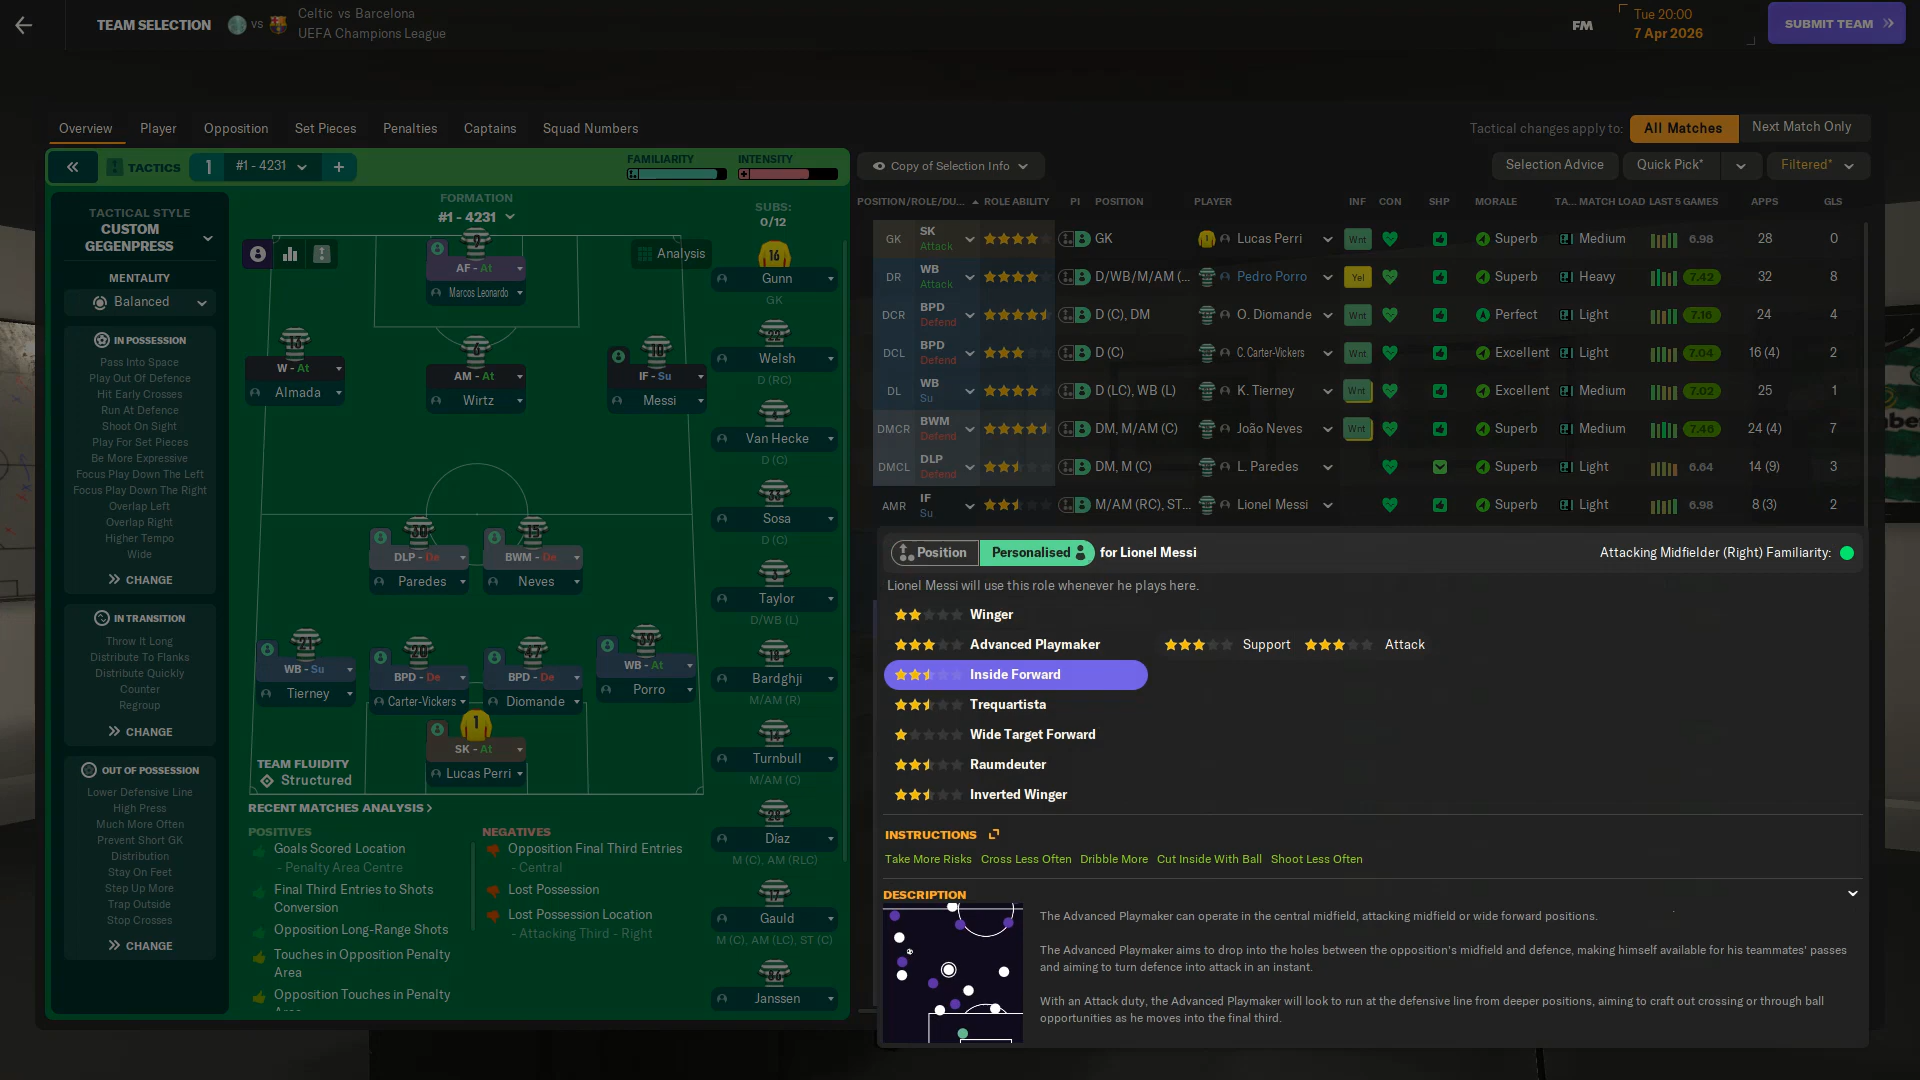 TEAM SELECTION
vs
Celtic vs Barcelona
UEFA Champions League
FM
Tue 20:00
7 Apr 2026
SUBMIT TEAM
Overview
Player
Opposition
Set Pieces
Penalties
Captains
Squad Numbers
Tactical changes apply to:
All Matches
Next Match Only
TACTICS
1
#1 - 4231
FAMILIARITY
INTENSITY
Copy of Selection Info
Selection Advice
Quick Pick*
Filtered*
TACTICAL STYLE
CUSTOM
GEGENPRESS
MENTALITY
Balanced
IN POSSESSION
Pass Into Space
Play Out Of Defence
Hit Early Crosses
Run At Defence
Shoot On Sight
Play For Set Pieces
Be More Expressive
Focus Play Down The Left
Focus Play Down The Right
Overlap Left
Overlap Right
Higher Tempo
Wide
CHANGE
IN TRANSITION
Throw It Long
Distribute To Flanks
Distribute Quickly
Counter
Regroup
CHANGE
OUT OF POSSESSION
Lower Defensive Line
High Press
Much More Often
Prevent Short GK
Distribution
Stay On Feet
Step Up More
Trap Outside
Stop Crosses
CHANGE
FORMATION
#1 - 4231
Analysis
9
AF - At
Marcos Leonardo
W - At
Almada
AM - At
Wirtz
10
IF - Su
Messi
DLP - De
Paredes
15
BWM - De
Neves
21
WB - Su
Tierney
20
BPD - De
Carter-Vickers
47
BPD - De
Diomande
WB - At
Porro
1
SK - At
Lucas Perri
TEAM FLUIDITY
Structured
RECENT MATCHES ANALYSIS
POSITIVES
Goals Scored Location
- Penalty Area Centre
Final Third Entries to Shots
Conversion
Opposition Long-Range Shots
Touches in Opposition Penalty
Area
Opposition Touches in Penalty
NEGATIVES
Opposition Final Third Entries
- Central
Lost Possession
Lost Possession Location
- Attacking Third - Right
SUBS:
0/12
16
Gunn
GK
Welsh
D (RC)
Van Hecke
D (C)
Sosa
D (C)
Taylor
D/WB (L)
Bardghji
M/AM (R)
Turnbull
M/AM (C)
Díaz
M (C), AM (RLC)
Gauld
M (C), AM (LC), ST (C)
Janssen
POSITION/ROLE/DU... ROLE ABILITY PI POSITION PLAYER INF CON SHP MORALE TA... MATCH LOAD LAST 5 GAMES APPS GLS
GK SK Attack GK 1 Lucas Perri Wnt Superb Medium 6.98 28 0
DR WB Attack D/WB/M/AM (... Pedro Porro Yel Superb Heavy 7.42 32 8
DCR BPD Defend D (C), DM O. Diomande Wnt Perfect Light 7.16 24 4
DCL BPD Defend D (C) C. Carter-Vickers Wnt Excellent Light 7.04 16 (4) 2
DL WB Su D (LC), WB (L) K. Tierney Wnt Excellent Medium 7.02 25 1
DMCR BWM Defend DM, M/AM (C) João Neves Wnt Superb Medium 7.46 24 (4) 7
DMCL DLP Defend DM, M (C) L. Paredes Superb Light 6.64 14 (9) 3
AMR IF Su M/AM (RC), ST... Lionel Messi Superb Light 6.98 8 (3) 2
Position
Personalised
for Lionel Messi
Attacking Midfielder (Right) Familiarity:
Lionel Messi will use this role whenever he plays here.
Winger
Advanced Playmaker
Support
Attack
Inside Forward
Trequartista
Wide Target Forward
Raumdeuter
Inverted Winger
INSTRUCTIONS
Take More Risks Cross Less Often Dribble More Cut Inside With Ball Shoot Less Often
DESCRIPTION
The Advanced Playmaker can operate in the central midfield, attacking midfield or wide forward positions.
The Advanced Playmaker aims to drop into the holes between the opposition's midfield and defence, making himself available for his teammates' passes
and aiming to turn defence into attack in an instant.
With an Attack duty, the Advanced Playmaker will look to run at the defensive line from deeper positions, aiming to craft out crossing or through ball
opportunities as he moves into the final third.